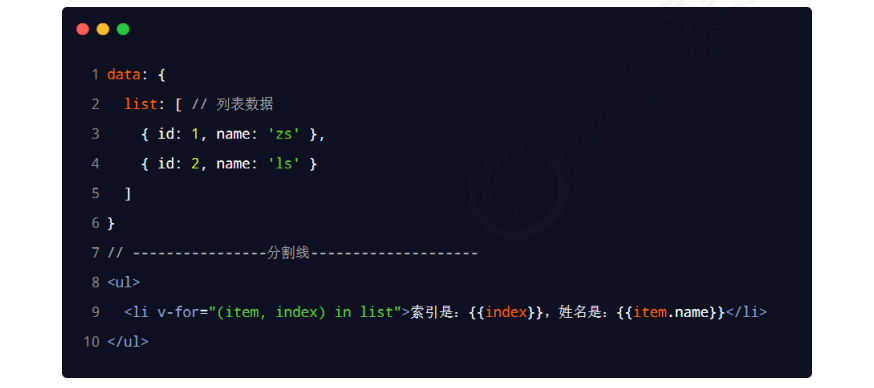 1 data: {
2 list: [ // 列表数据
3 { id: 1, name: 'zs' },
4 { id: 2, name: 'ls' }
5 ]
6 }
7 // ----------------分割线--------------------
8 <ul>
9 <li v-for="(item, index) in list">索引是：{{index}}，姓名是：{{item.name}}</li>
10 </ul>